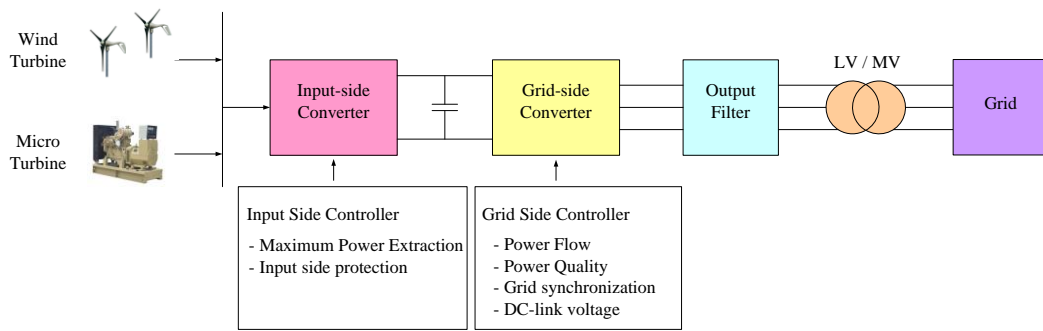 Wind
Turbine
Micro
Turbine
Input-side
Converter
Grid-side
Converter
Output
Filter
LV / MV
Grid
Input Side Controller
- Maximum Power Extraction
- Input side protection
Grid Side Controller
- Power Flow
- Power Quality
- Grid synchronization
- DC-link voltage